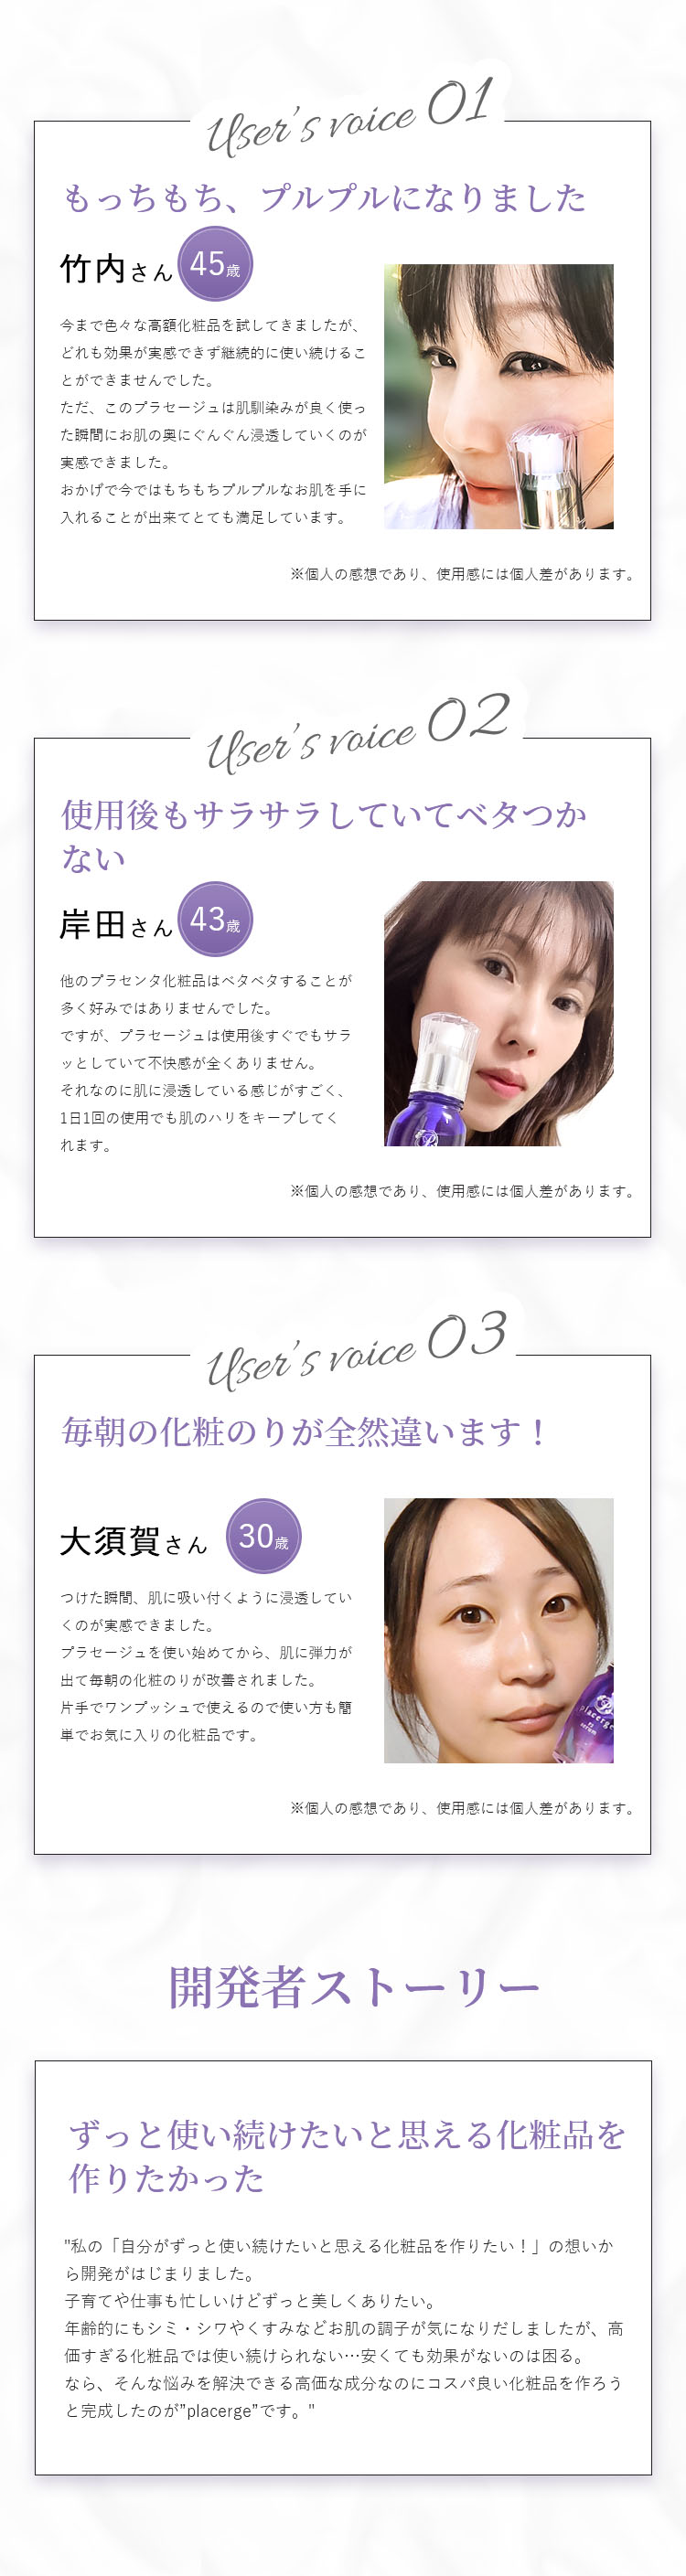 User's voice 01
もっちもち、プルプルになりました
竹内さん 45歳
今まで色々な高額化粧品を試してきましたが、
どれも効果が実感できず継続的に使い続けるこ
とができませんでした。
ただ、このプラセージュは肌馴染みが良く使っ
た瞬間にお肌の奥にぐんぐん浸透していくのが
実感できました。
おかげで今ではもちもちプルプルなお肌を手に
入れることが出来てとても満足しています。
※個人の感想であり、使用感には個人差があります。
User's voice 02
使用後もサラサラしていてベタつか
ない
岸田さん 43歳
他のプラセンタ化粧品はベタベタすることが
多く好みではありませんでした。
ですが、プラセージュは使用後すぐでもサラ
ッとしていて不快感が全くありません。
それなのに肌に浸透している感じがすごく、
1日1回の使用でも肌のハリをキープしてく
れます。
※個人の感想であり、使用感には個人差があります。
User's voice 03
毎朝の化粧のりが全然違います！
大須賀さん 30歳
つけた瞬間、肌に吸い付くように浸透してい
くのが実感できました。
プラセージュを使い始めてから、肌に弾力が
出て毎朝の化粧のりが改善されました。
片手でワンプッシュで使えるので使い方も簡
単でお気に入りの化粧品です。
placerge
serum
※個人の感想であり、使用感には個人差があります。
開発者ストーリー
ずっと使い続けたいと思える化粧品を
作りたかった
"私の「自分がずっと使い続けたいと思える化粧品を作りたい！」の想いか
ら開発がはじまりました。
子育てや仕事も忙しいけどずっと美しくありたい。
年齢的にもシミ・シワやくすみなどお肌の調子が気になりだしましたが、高
価すぎる化粧品では使い続けられない…安くても効果がないのは困る。
なら、そんな悩みを解決できる高価な成分なのにコスパ良い化粧品を作ろう
と完成したのが”placerge”です。"